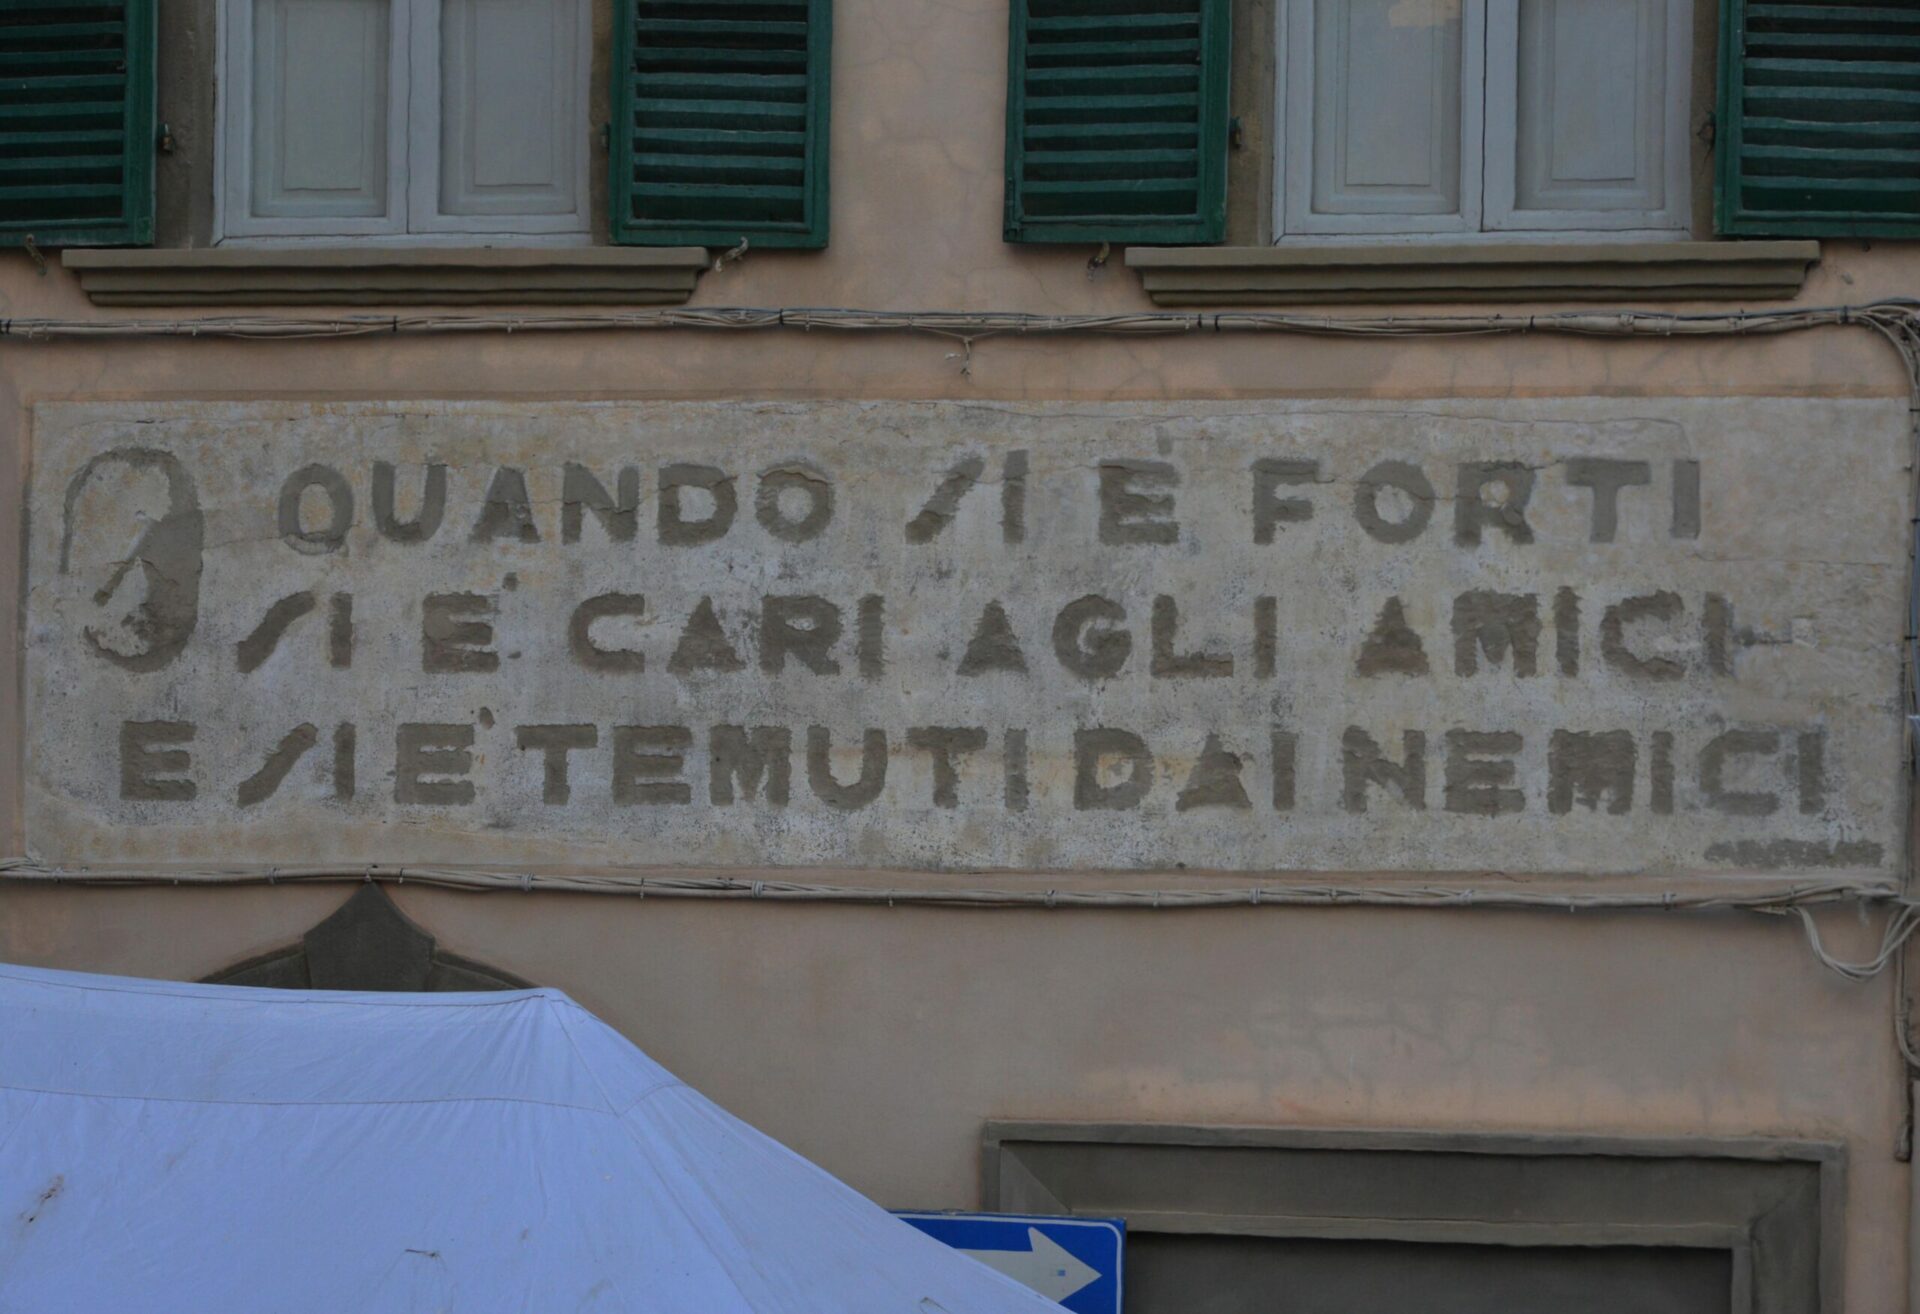 QUANDO SI È FORTI
SI E' CARI AGLI AMICI
E SI E' TEMUTI DAI NEMICI